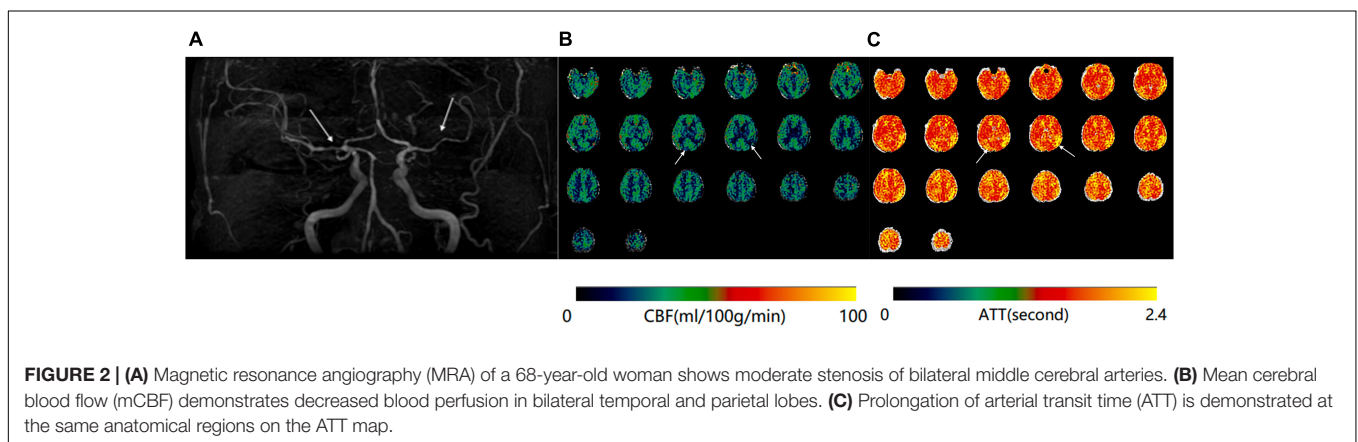 A
B
C
0 CBF(ml/100g/min) 100
0 ATT(second) 2.4
FIGURE 2 | (A) Magnetic resonance angiography (MRA) of a 68-year-old woman shows moderate stenosis of bilateral middle cerebral arteries. (B) Mean cerebral
blood flow (mCBF) demonstrates decreased blood perfusion in bilateral temporal and parietal lobes. (C) Prolongation of arterial transit time (ATT) is demonstrated at
the same anatomical regions on the ATT map.